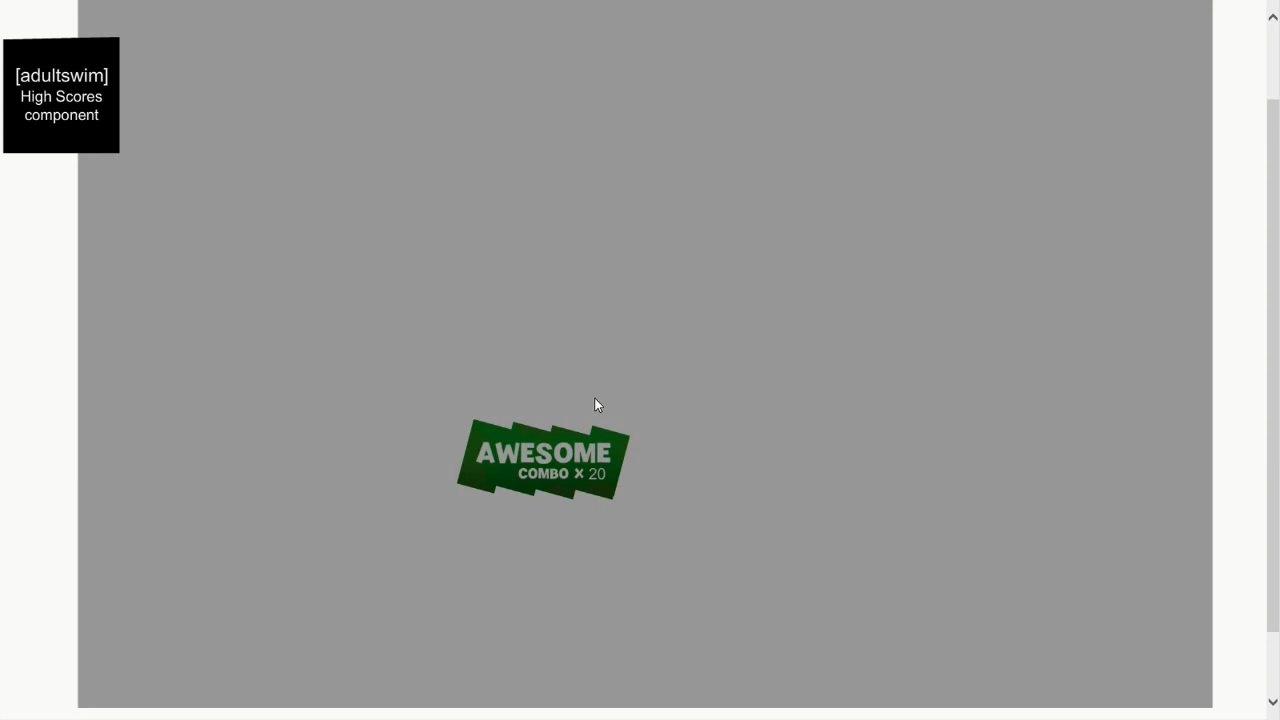 [adultswim]
High Scores
component
AWESOME
COMBO X 20